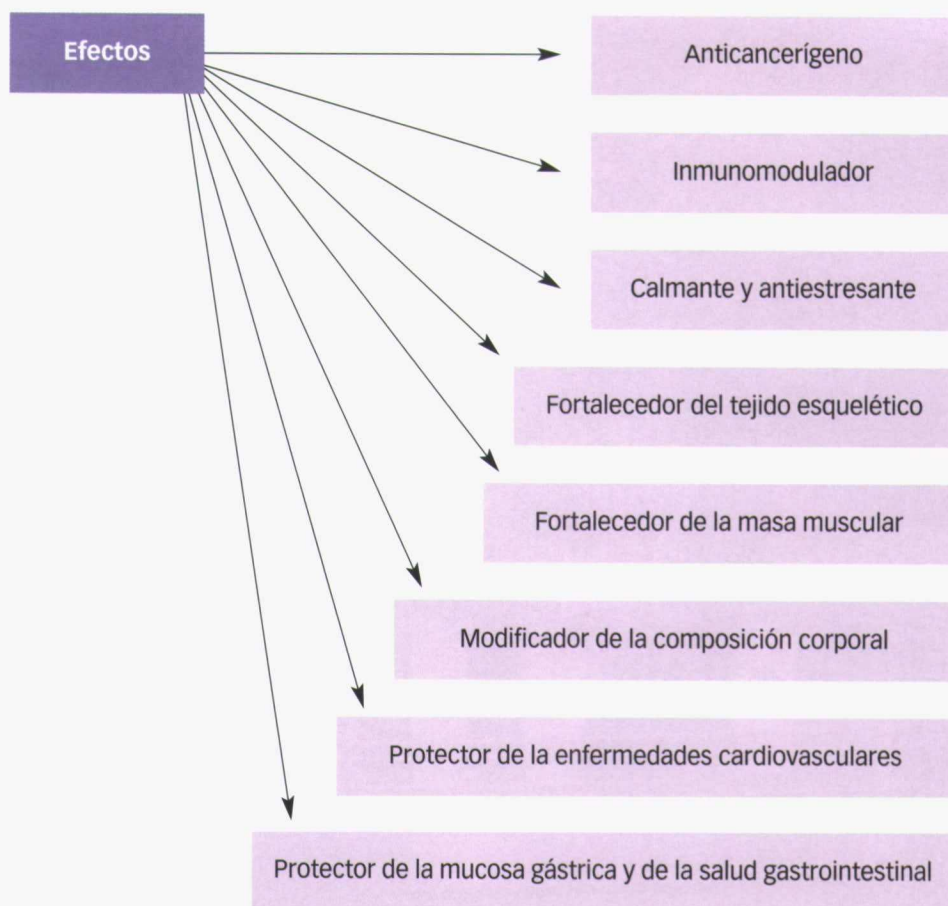 Efectos
Anticancerígeno
Inmunomodulador
Calmante y antiestresante
Fortalecedor del tejido esquelético
Fortalecedor de la masa muscular
Modificador de la composición corporal
Protector de la enfermedades cardiovasculares
Protector de la mucosa gástrica y de la salud gastrointestinal